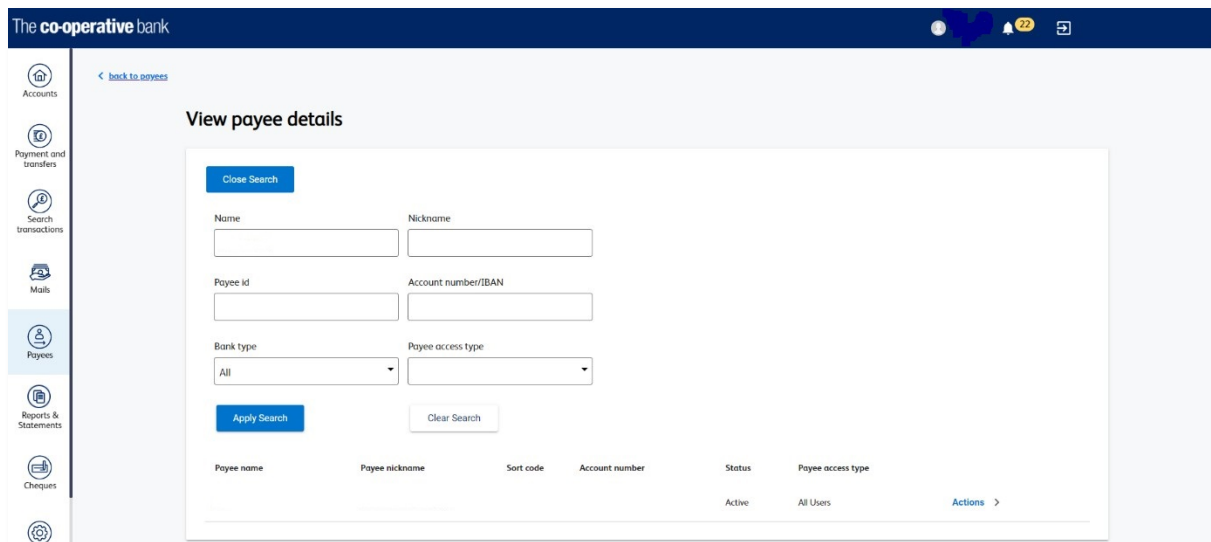 The co-operative bank
22
Accounts
Payment and
transfers
Search
transactions
Mails
Payees
Reports &
Statements
Cheques
back to payees
View payee details
Close Search
Name Nickname
Payee id Account number/IBAN
Bank type Payee access type
All
Apply Search Clear Search
Payee name Payee nickname Sort code Account number Status Payee access type
Active All Users Actions